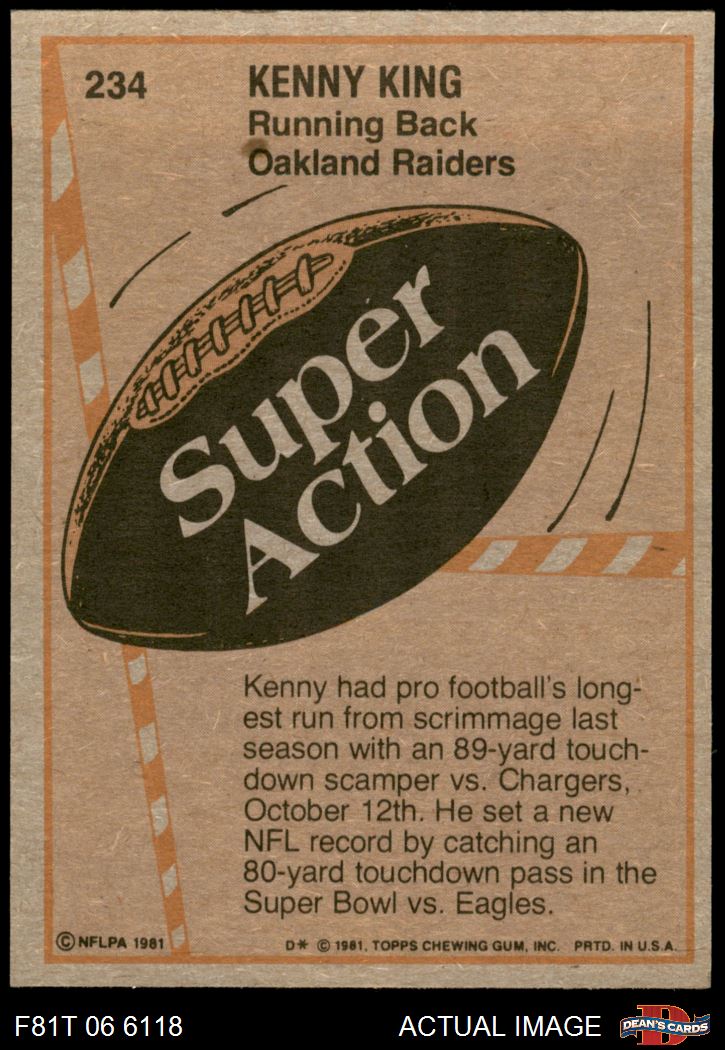 234
KENNY KING
Running Back
Oakland Raiders
Super
Action
Kenny had pro football's long-
est run from scrimmage last
season with an 89-yard touch-
down scamper vs. Chargers,
October 12th. He set a new
NFL record by catching an
80-yard touchdown pass in the
Super Bowl vs. Eagles.
© NFLPA 1981
D* © 1981, TOPPS CHEWING GUM, INC. PRTD. IN U.S.A.
F81T 06 6118
ACTUAL IMAGE
D
DEAN'S CARDS